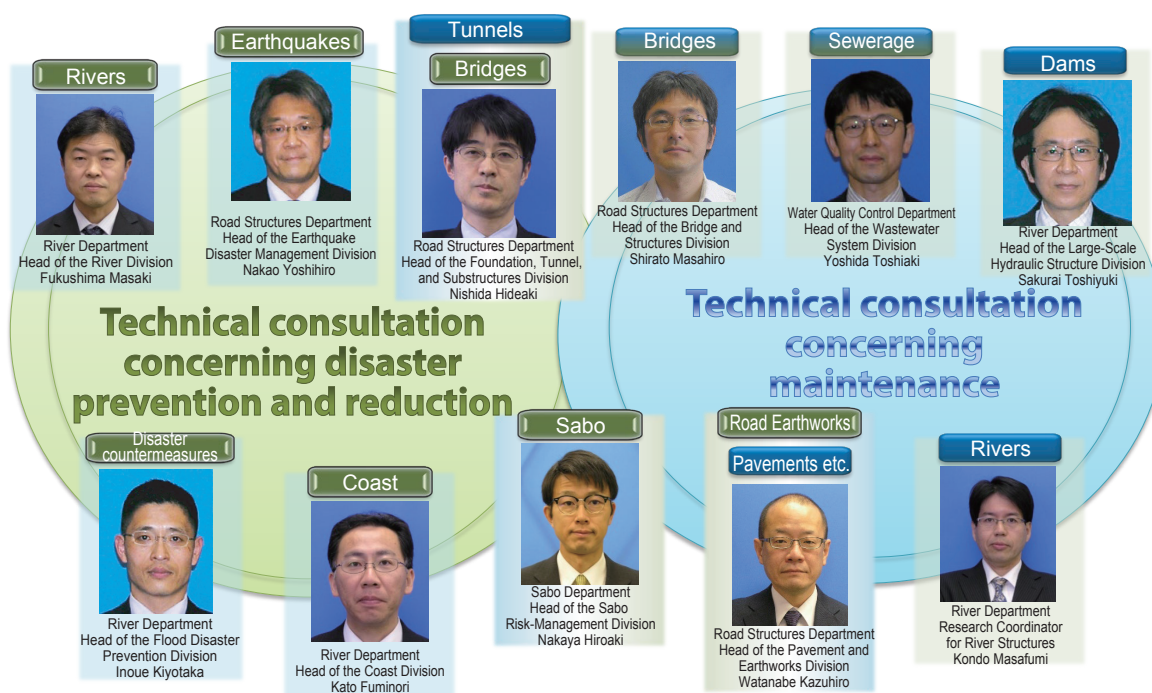 Rivers
River Department
Head of the River Division
Fukushima Masaki
Earthquakes
Road Structures Department
Head of the Earthquake
Disaster Management Division
Nakao Yoshihiro
Tunnels
Bridges
Road Structures Department
Head of the Foundation, Tunnel,
and Substructures Division
Nishida Hideaki
Bridges
Road Structures Department
Head of the Bridge and
Structures Division
Shirato Masahiro
Sewerage
Water Quality Control Department
Head of the Wastewater
System Division
Yoshida Toshiaki
Dams
River Department
Head of the Large-Scale
Hydraulic Structure Division
Sakurai Toshiyuki
Technical consultation
concerning disaster
prevention and reduction
Technical consultation
concerning
maintenance
Disaster
countermeasures
River Department
Head of the Flood Disaster
Prevention Division
Inoue Kiyotaka
Coast
River Department
Head of the Coast Division
Kato Fuminori
Sabo
Sabo Department
Head of the Sabo
Risk-Management Division
Nakaya Hiroaki
Road Earthworks
Pavements etc.
Road Structures Department
Head of the Pavement and
Earthworks Division
Watanabe Kazuhiro
Rivers
River Department
Research Coordinator
for River Structures
Kondo Masafumi